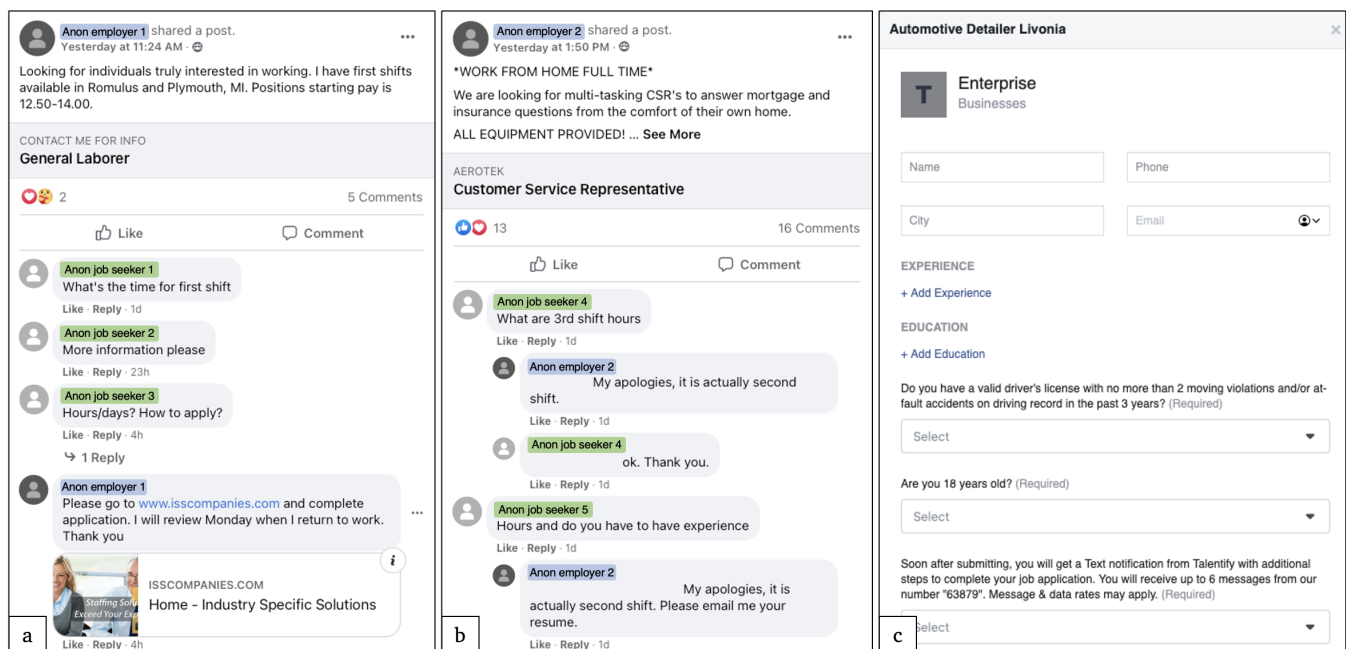 Anon employer 1 shared a post.
Yesterday at 11:24 AM ·
Looking for individuals truly interested in working. I have first shifts
available in Romulus and Plymouth, MI. Positions starting pay is
12.50-14.00.
CONTACT ME FOR INFO
General Laborer
2
5 Comments
Like
Comment
Anon job seeker 1
What's the time for first shift
Like · Reply · 1d
Anon job seeker 2
More information please
Like · Reply · 23h
Anon job seeker 3
Hours/days? How to apply?
Like · Reply · 4h
1 Reply
Anon employer 1
Please go to www.isscompanies.com and complete
application. I will review Monday when I return to work.
Thank you
Staffing Solu
Exceed Your Exp
ISSCOMPANIES.COM
Home - Industry Specific Solutions
Like · Reply · 4h
a
Anon employer 2 shared a post.
Yesterday at 1:50 PM ·
*WORK FROM HOME FULL TIME*
We are looking for multi-tasking CSR's to answer mortgage and
insurance questions from the comfort of their own home.
ALL EQUIPMENT PROVIDED! ... See More
AEROTEK
Customer Service Representative
13
16 Comments
Like
Comment
Anon job seeker 4
What are 3rd shift hours
Like · Reply · 1d
Anon employer 2
My apologies, it is actually second
shift.
Like · Reply · 1d
Anon job seeker 4
ok. Thank you.
Like · Reply · 1d
Anon job seeker 5
Hours and do you have to have experience
Like · Reply · 1d
Anon employer 2
My apologies, it is
actually second shift. Please email me your
resume.
Like · Reply · 1d
b
Automotive Detailer Livonia
T
Enterprise
Businesses
Name
Phone
City
Email
EXPERIENCE
+ Add Experience
EDUCATION
+ Add Education
Do you have a valid driver's license with no more than 2 moving violations and/or at-
fault accidents on driving record in the past 3 years? (Required)
Select
Are you 18 years old? (Required)
Select
Soon after submitting, you will get a Text notification from Talentify with additional
steps to complete your job application. You will receive up to 6 messages from our
number "63879". Message & data rates may apply. (Required)
Select
c